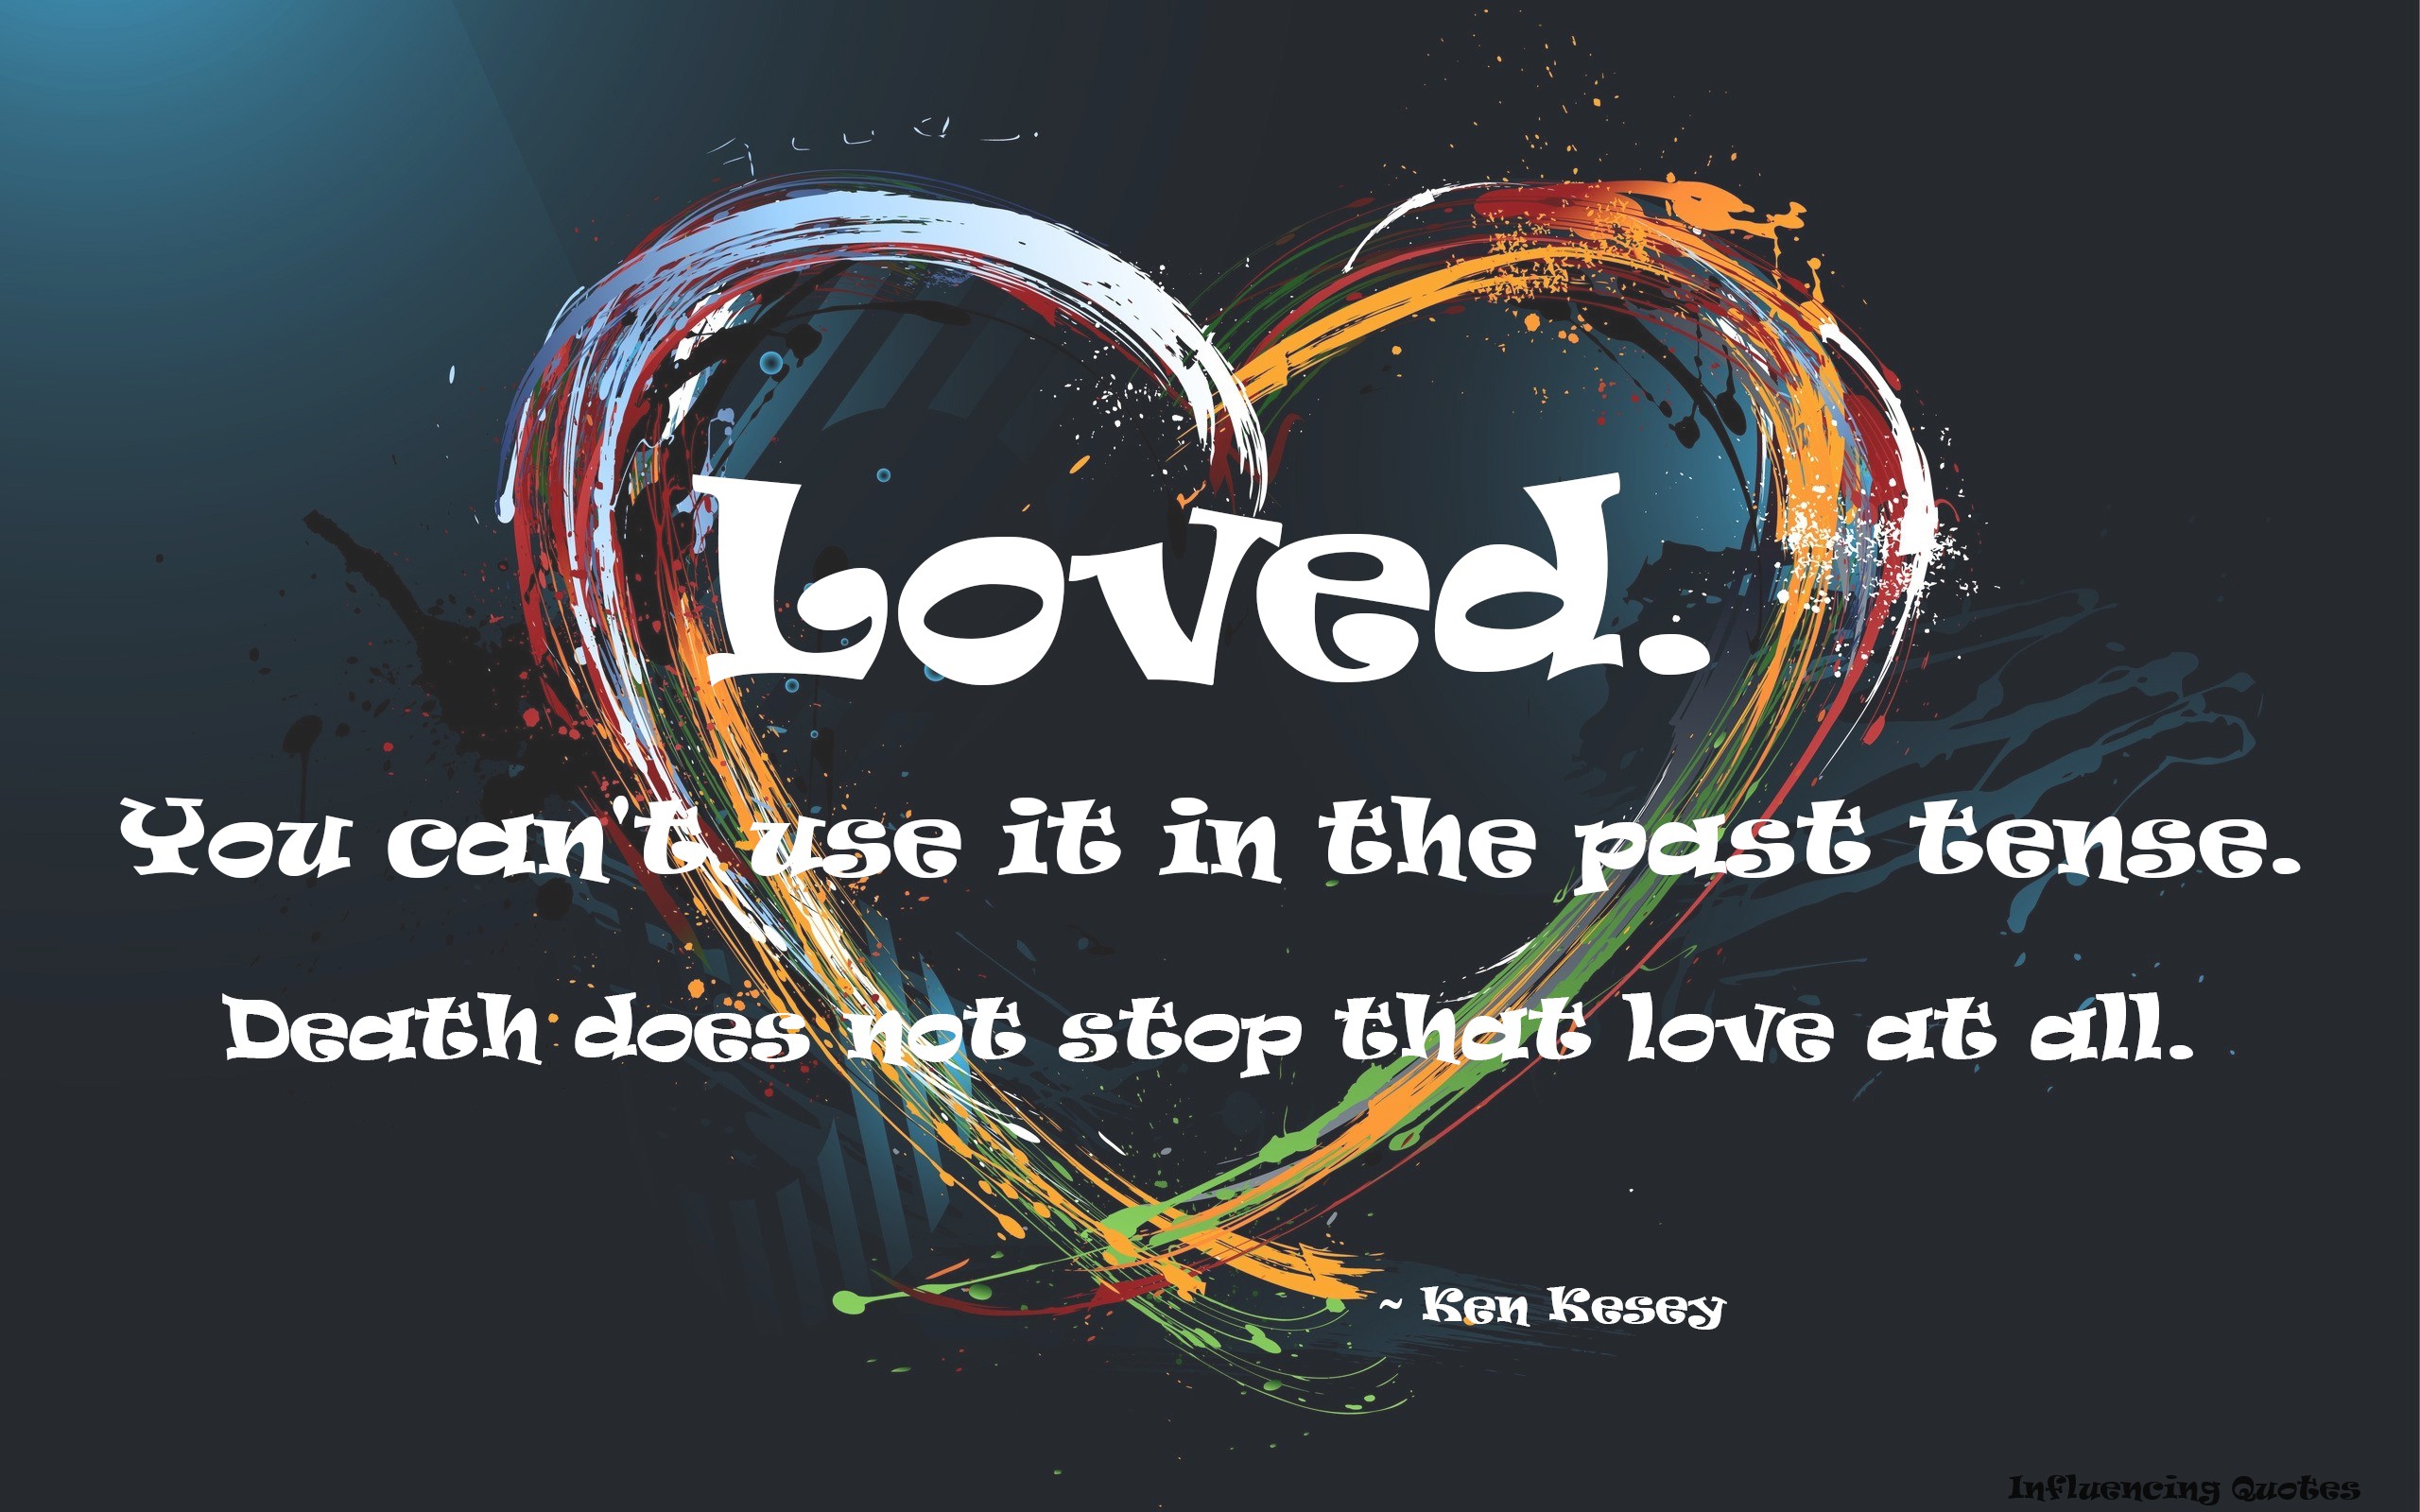 Loved.
You can't use it in the past tense.
Death does not stop that love at all.
~ Ken Kesey
Influencing Quotes